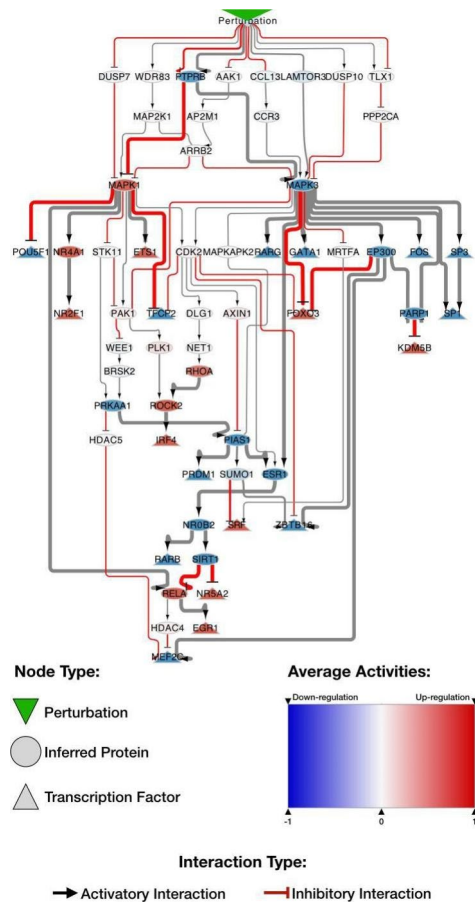 Perturbation
DUSP7 WDR83 PTPRB AAK1 CCL13 LAMTOR3 DUSP10 TLX1
MAP2K1 AP2M1 CCR3 PPP2CA
ARRB2
MAPK1 MAPK3
POU5F1 NR4A1 STK11 ETS1 CDK2 MAPKAPK2 RARG GATA1 MRTFA EP300 FOS SP3
NR2F1 PAK1 TFCP2 DLG1 AXIN1 FOXO3 PARP1 SP1
WEE1 PLK1 NET1 KDM5B
BRSK2 RHOA
PRKAA1 ROCK2
HDAC5 IRF4 PIAS1
PRDM1 SUMO1 ESR1
NR0B2 SRF ZBTB16
RARB SIRT1
RELA NR5A2
HDAC4 EGR1
MEF2C
Node Type:
Perturbation
Inferred Protein
Transcription Factor
Average Activities:
Down-regulation Up-regulation
-1 0 1
Interaction Type:
Activatory Interaction Inhibitory Interaction